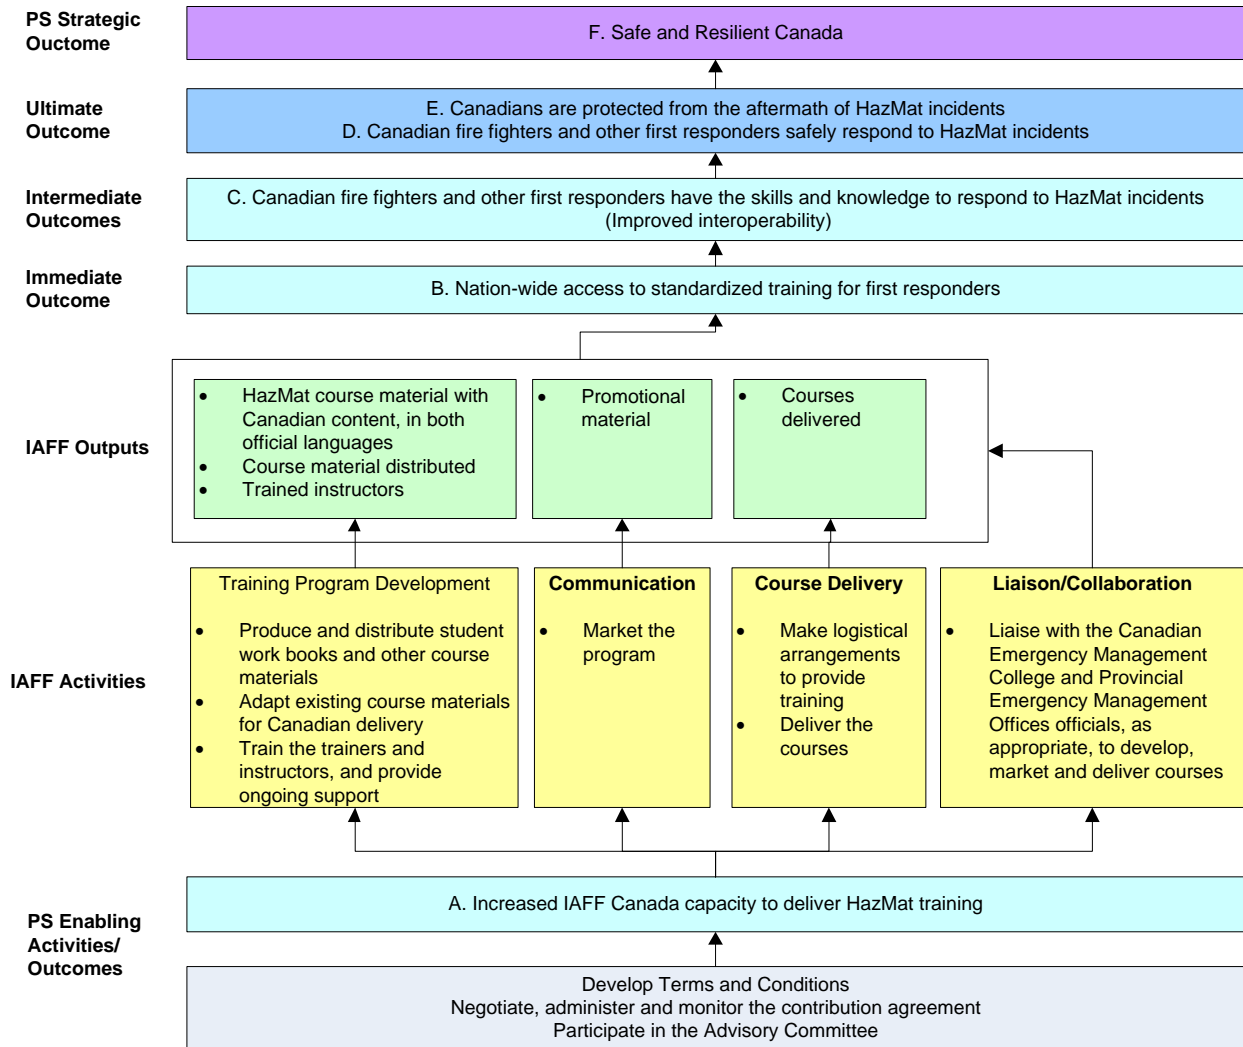 PS Strategic
Ouctome
F. Safe and Resilient Canada
Ultimate
Outcome
E. Canadians are protected from the aftermath of HazMat incidents
D. Canadian fire fighters and other first responders safely respond to HazMat incidents
Intermediate
Outcomes
C. Canadian fire fighters and other first responders have the skills and knowledge to respond to HazMat incidents
(Improved interoperability)
Immediate
Outcome
B. Nation-wide access to standardized training for first responders
IAFF Outputs
• HazMat course material with
Canadian content, in both
official languages
• Course material distributed
• Trained instructors
• Promotional
material
• Courses
delivered
IAFF Activities
Training Program Development
• Produce and distribute student
work books and other course
materials
• Adapt existing course materials
for Canadian delivery
• Train the trainers and
instructors, and provide
ongoing support
Communication
• Market the
program
Course Delivery
• Make logistical
arrangements
to provide
training
• Deliver the
courses
Liaison/Collaboration
• Liaise with the Canadian
Emergency Management
College and Provincial
Emergency Management
Offices officials, as
appropriate, to develop,
market and deliver courses
PS Enabling
Activities/
Outcomes
A. Increased IAFF Canada capacity to deliver HazMat training
Develop Terms and Conditions
Negotiate, administer and monitor the contribution agreement
Participate in the Advisory Committee